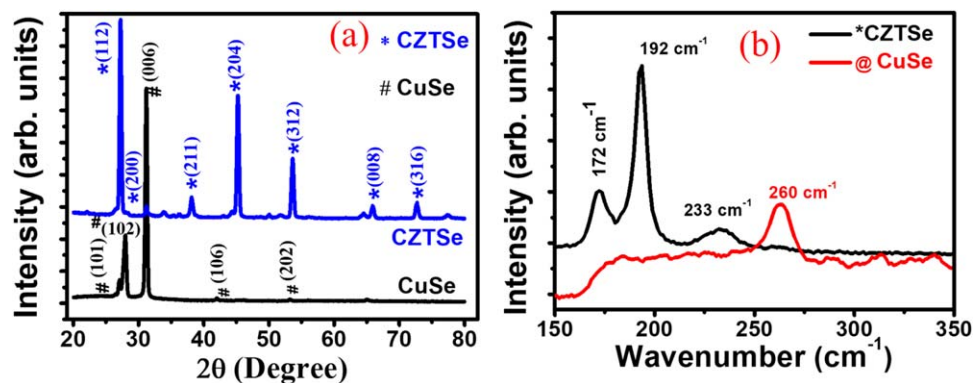 Intensity (arb. units)
(a)
* CZTSe
# CuSe
*(112)
#(006)
*(204)
*(200)
*(211)
*(312)
*(008)
*(316)
CZTSe
#(101)
#(102)
#(106)
#(202)
CuSe
20 30 40 50 60 70 80
2θ (Degree)
Intensity (arb. units)
(b)
*CZTSe
@ CuSe
192 cm-1
172 cm-1
233 cm-1
260 cm-1
150 200 250 300 350
Wavenumber (cm-1)